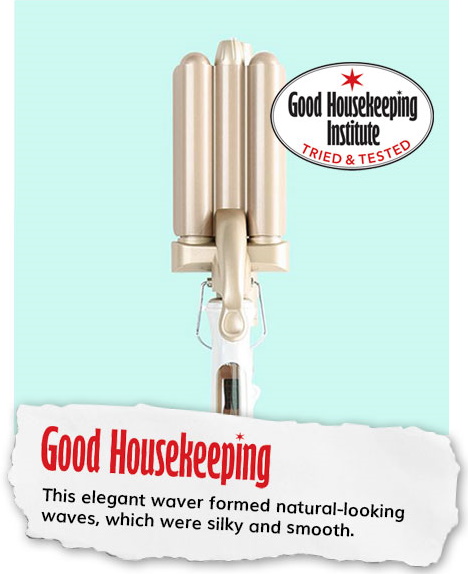 Good Housekeeping
Institute
TRIED & TESTED
Good Housekeeping
This elegant waver formed natural-looking
waves, which were silky and smooth.